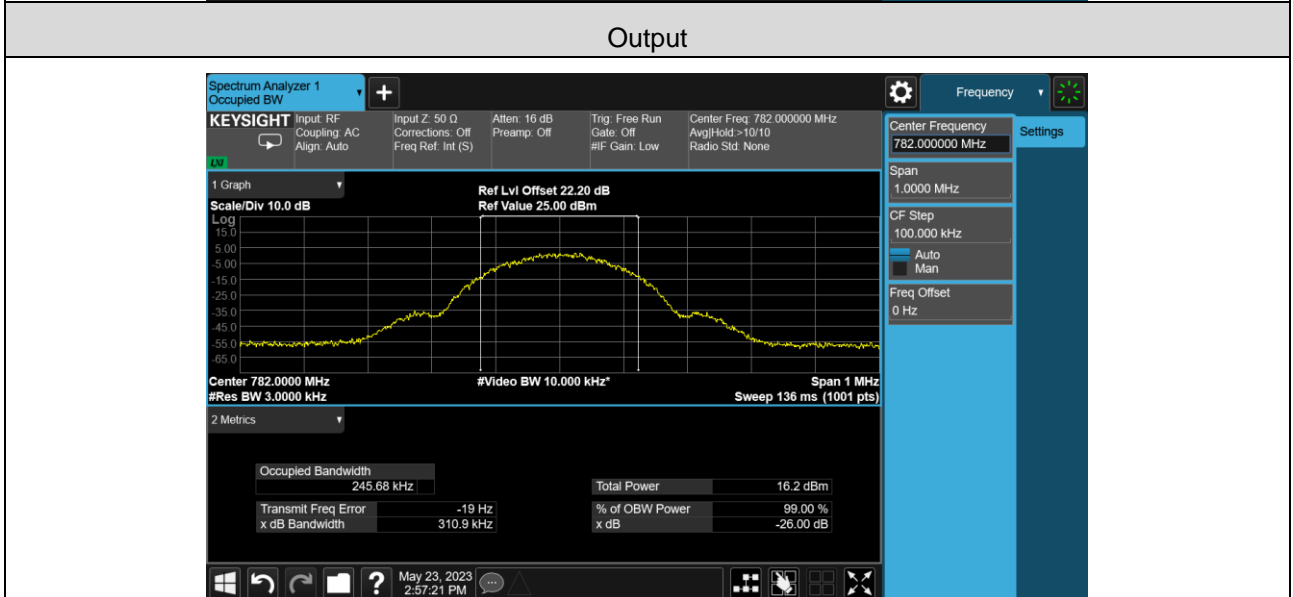 Output
Spectrum Analyzer 1
Occupied BW
Frequency
KEYSIGHT
Input: RF
Coupling: AC
Align: Auto
Input Z: 50 Ω
Corrections: Off
Freq Ref: Int (S)
Atten: 16 dB
Preamp: Off
Trig: Free Run
Gate: Off
#IF Gain: Low
Center Freq: 782.000000 MHz
Avg|Hold:>10/10
Radio Std: None
LXI
Center Frequency
782.000000 MHz
Settings
Span
1.0000 MHz
CF Step
100.000 kHz
Auto
Man
Freq Offset
0 Hz
1 Graph
Scale/Div 10.0 dB
Ref Lvl Offset 22.20 dB
Ref Value 25.00 dBm
Log
15.0
5.00
-5.00
-15.0
-25.0
-35.0
-45.0
-55.0
-65.0
Center 782.0000 MHz
#Video BW 10.000 kHz*
Span 1 MHz
#Res BW 3.0000 kHz
Sweep 136 ms (1001 pts)
2 Metrics
Occupied Bandwidth
245.68 kHz
Total Power 16.2 dBm
Transmit Freq Error -19 Hz
% of OBW Power 99.00 %
x dB Bandwidth 310.9 kHz
x dB -26.00 dB
?
May 23, 2023
2:57:21 PM